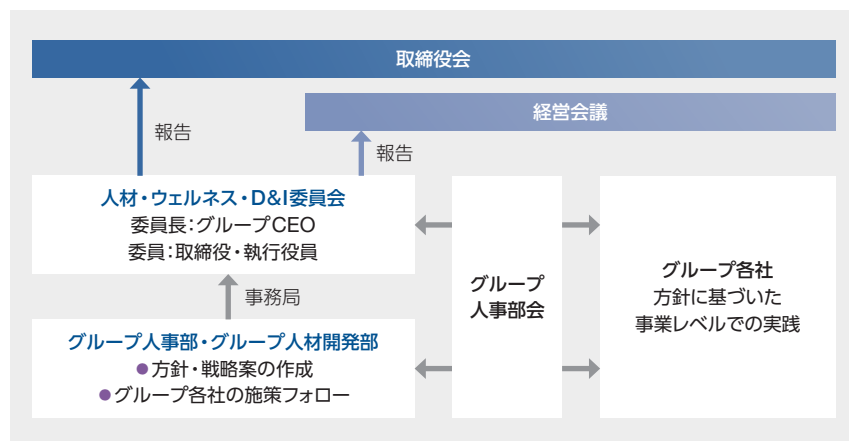 取締役会
経営会議
報告
報告
人材・ウェルネス・D&I委員会
委員長:グループCEO
委員:取締役・執行役員
事務局
グループ人事部・グループ人材開発部
●方針・戦略案の作成
●グループ各社の施策フォロー
グループ
人事部会
グループ各社
方針に基づいた
事業レベルでの実践